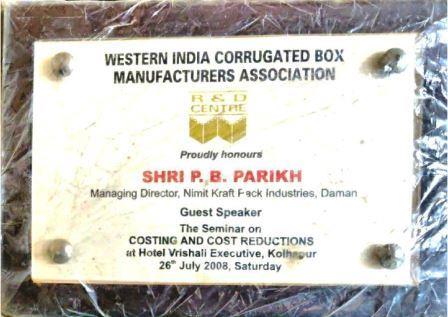 WESTERN INDIA CORRUGATED BOX
MANUFACTURERS ASSOCIATION
R & D
CENTRE
Proudly honours
SHRI P. B. PARIKH
Managing Director, Nimit Kraft Pack Industries, Daman
Guest Speaker
The Seminar on
COSTING AND COST REDUCTIONS
at Hotel Vrishali Executive, Kolhapur
26th July 2008, Saturday